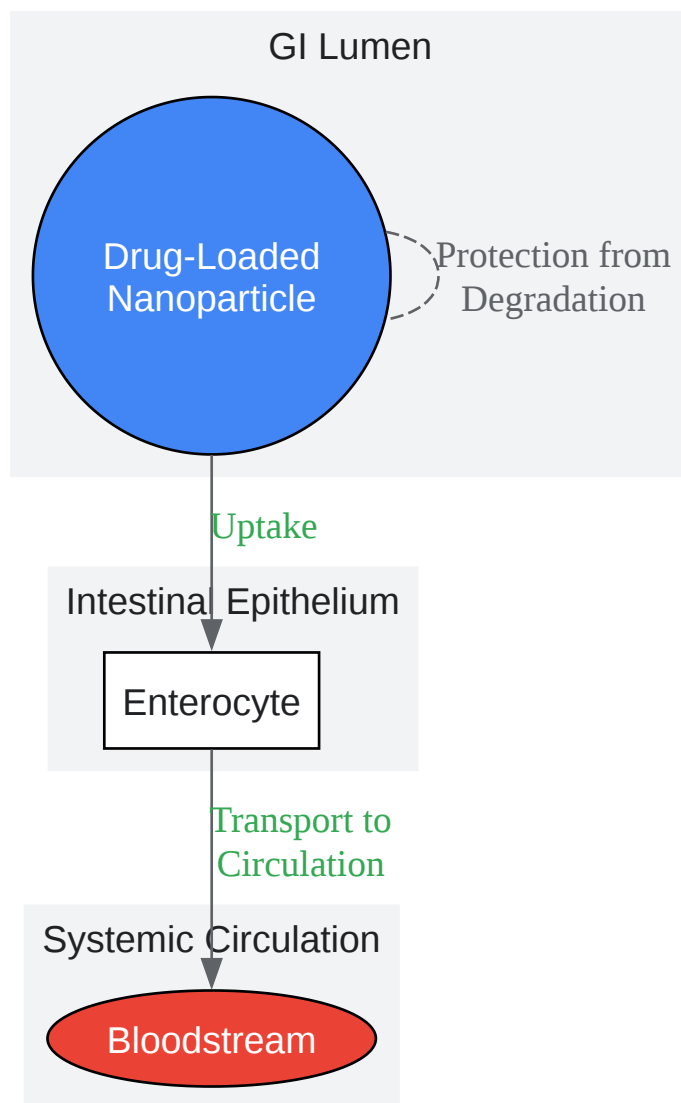 GI Lumen
Drug-Loaded
Nanoparticle
Protection from
Degradation
Uptake
Intestinal Epithelium
Enterocyte
Transport to
Circulation
Systemic Circulation
Bloodstream